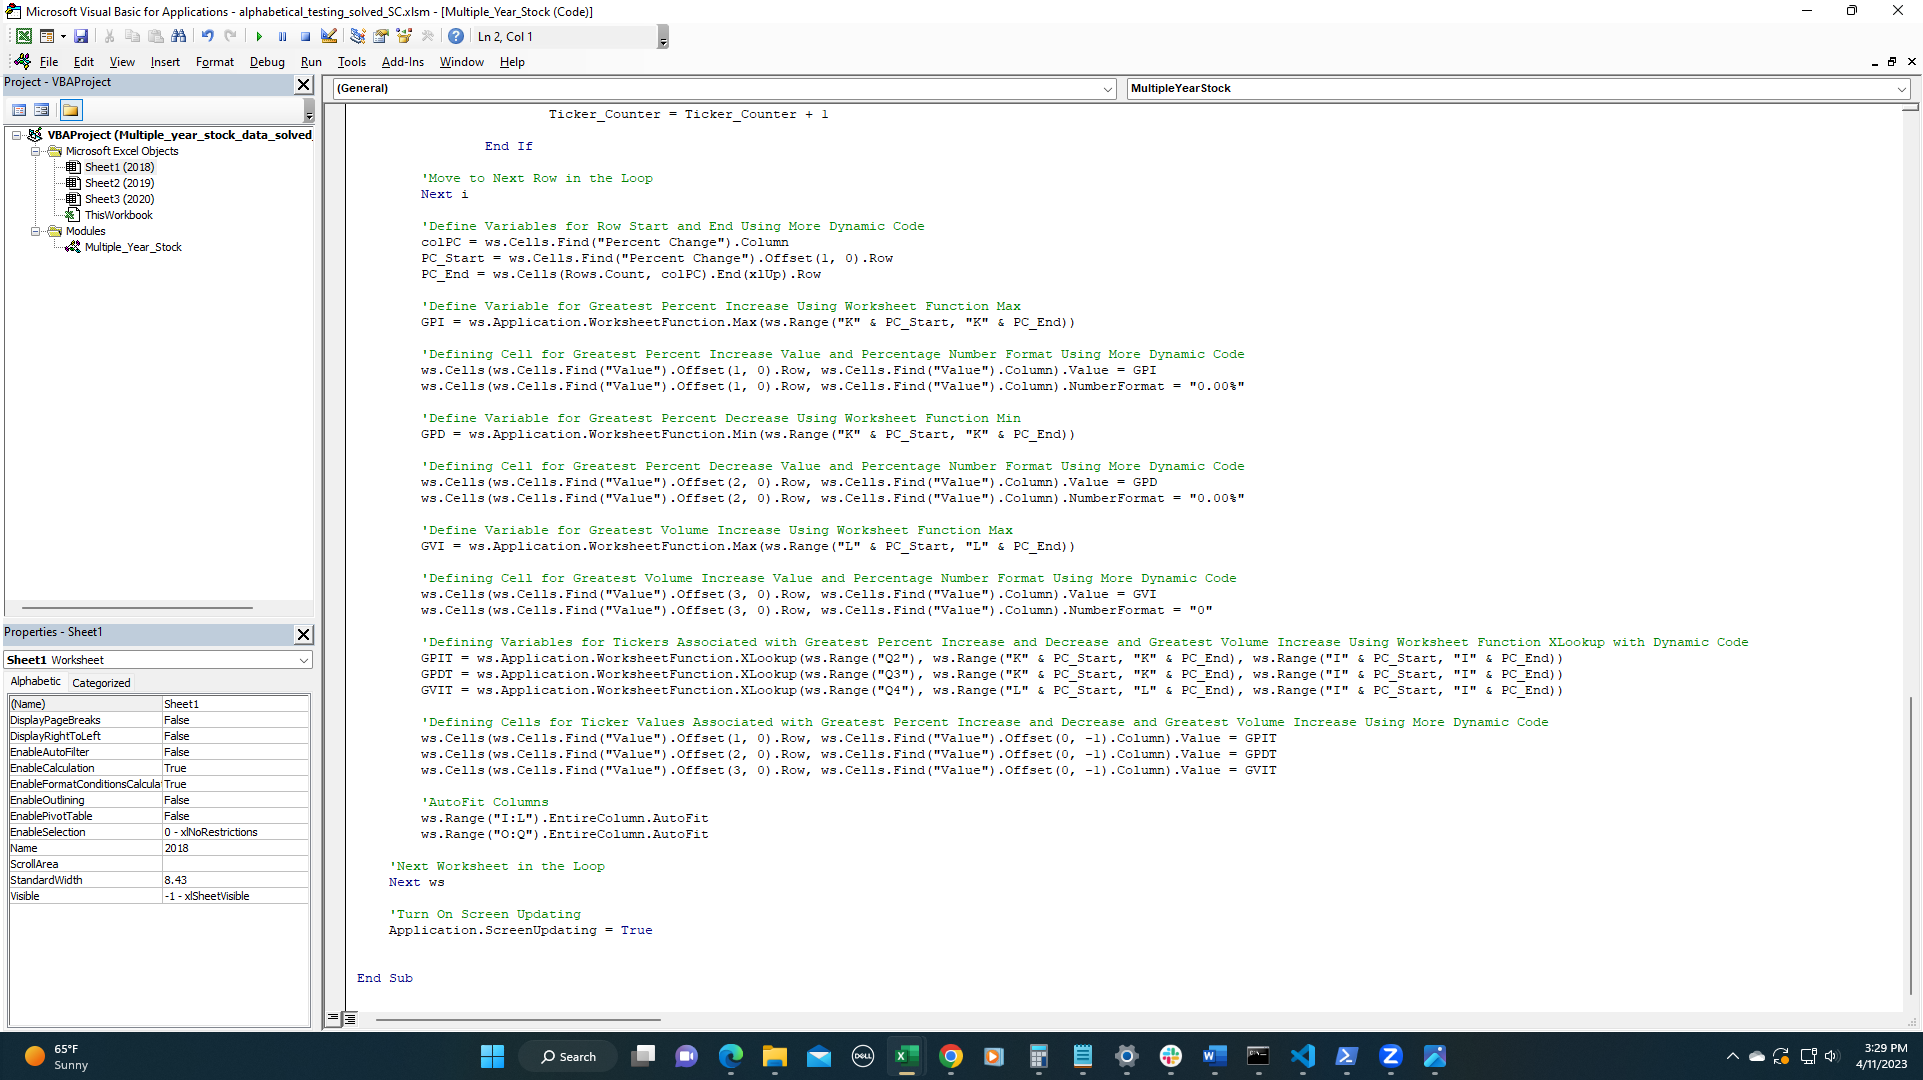 Microsoft Visual Basic for Applications - alphabetical_testing_solved_SC.xlsm - [Multiple_Year_Stock (Code)]
Ln 2, Col 1
File Edit View Insert Format Debug Run Tools Add-Ins Window Help
Project - VBAProject
VBAProject (Multiple_year_stock_data_solved_
Microsoft Excel Objects
Sheet1 (2018)
Sheet2 (2019)
Sheet3 (2020)
ThisWorkbook
Modules
Multiple_Year_Stock
Properties - Sheet1
Sheet1 Worksheet
Alphabetic Categorized
(Name) Sheet1
DisplayPageBreaks False
DisplayRightToLeft False
EnableAutoFilter False
EnableCalculation True
EnableFormatConditionsCalcula True
EnableOutlining False
EnablePivotTable False
EnableSelection 0 - xlNoRestrictions
Name 2018
ScrollArea
StandardWidth 8.43
Visible -1 - xlSheetVisible
(General) MultipleYearStock
Ticker_Counter = Ticker_Counter + 1
End If
'Move to Next Row in the Loop
Next i
'Define Variables for Row Start and End Using More Dynamic Code
colPC = ws.Cells.Find("Percent Change").Column
PC_Start = ws.Cells.Find("Percent Change").Offset(1, 0).Row
PC_End = ws.Cells(Rows.Count, colPC).End(xlUp).Row
'Define Variable for Greatest Percent Increase Using Worksheet Function Max
GPI = ws.Application.WorksheetFunction.Max(ws.Range("K" & PC_Start, "K" & PC_End))
'Defining Cell for Greatest Percent Increase Value and Percentage Number Format Using More Dynamic Code
ws.Cells(ws.Cells.Find("Value").Offset(1, 0).Row, ws.Cells.Find("Value").Column).Value = GPI
ws.Cells(ws.Cells.Find("Value").Offset(1, 0).Row, ws.Cells.Find("Value").Column).NumberFormat = "0.00%"
'Define Variable for Greatest Percent Decrease Using Worksheet Function Min
GPD = ws.Application.WorksheetFunction.Min(ws.Range("K" & PC_Start, "K" & PC_End))
'Defining Cell for Greatest Percent Decrease Value and Percentage Number Format Using More Dynamic Code
ws.Cells(ws.Cells.Find("Value").Offset(2, 0).Row, ws.Cells.Find("Value").Column).Value = GPD
ws.Cells(ws.Cells.Find("Value").Offset(2, 0).Row, ws.Cells.Find("Value").Column).NumberFormat = "0.00%"
'Define Variable for Greatest Volume Increase Using Worksheet Function Max
GVI = ws.Application.WorksheetFunction.Max(ws.Range("L" & PC_Start, "L" & PC_End))
'Defining Cell for Greatest Volume Increase Value and Percentage Number Format Using More Dynamic Code
ws.Cells(ws.Cells.Find("Value").Offset(3, 0).Row, ws.Cells.Find("Value").Column).Value = GVI
ws.Cells(ws.Cells.Find("Value").Offset(3, 0).Row, ws.Cells.Find("Value").Column).NumberFormat = "0"
'Defining Variables for Tickers Associated with Greatest Percent Increase and Decrease and Greatest Volume Increase Using Worksheet Function XLookup with Dynamic Code
GPIT = ws.Application.WorksheetFunction.XLookup(ws.Range("Q2"), ws.Range("K" & PC_Start, "K" & PC_End), ws.Range("I" & PC_Start, "I" & PC_End))
GPDT = ws.Application.WorksheetFunction.XLookup(ws.Range("Q3"), ws.Range("K" & PC_Start, "K" & PC_End), ws.Range("I" & PC_Start, "I" & PC_End))
GVIT = ws.Application.WorksheetFunction.XLookup(ws.Range("Q4"), ws.Range("L" & PC_Start, "L" & PC_End), ws.Range("I" & PC_Start, "I" & PC_End))
'Defining Cells for Ticker Values Associated with Greatest Percent Increase and Decrease and Greatest Volume Increase Using More Dynamic Code
ws.Cells(ws.Cells.Find("Value").Offset(1, 0).Row, ws.Cells.Find("Value").Offset(0, -1).Column).Value = GPIT
ws.Cells(ws.Cells.Find("Value").Offset(2, 0).Row, ws.Cells.Find("Value").Offset(0, -1).Column).Value = GPDT
ws.Cells(ws.Cells.Find("Value").Offset(3, 0).Row, ws.Cells.Find("Value").Offset(0, -1).Column).Value = GVIT
'AutoFit Columns
ws.Range("I:L").EntireColumn.AutoFit
ws.Range("O:Q").EntireColumn.AutoFit
'Next Worksheet in the Loop
Next ws
'Turn On Screen Updating
Application.ScreenUpdating = True
End Sub
65°F
Sunny
Search
DELL
3:29 PM
4/11/2023